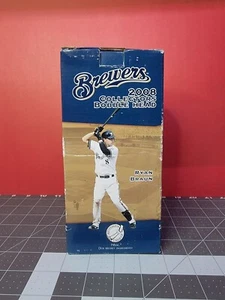 Brewers
2008
COLLECTORS
BOBBLE HEAD
RYAN
BRAUN